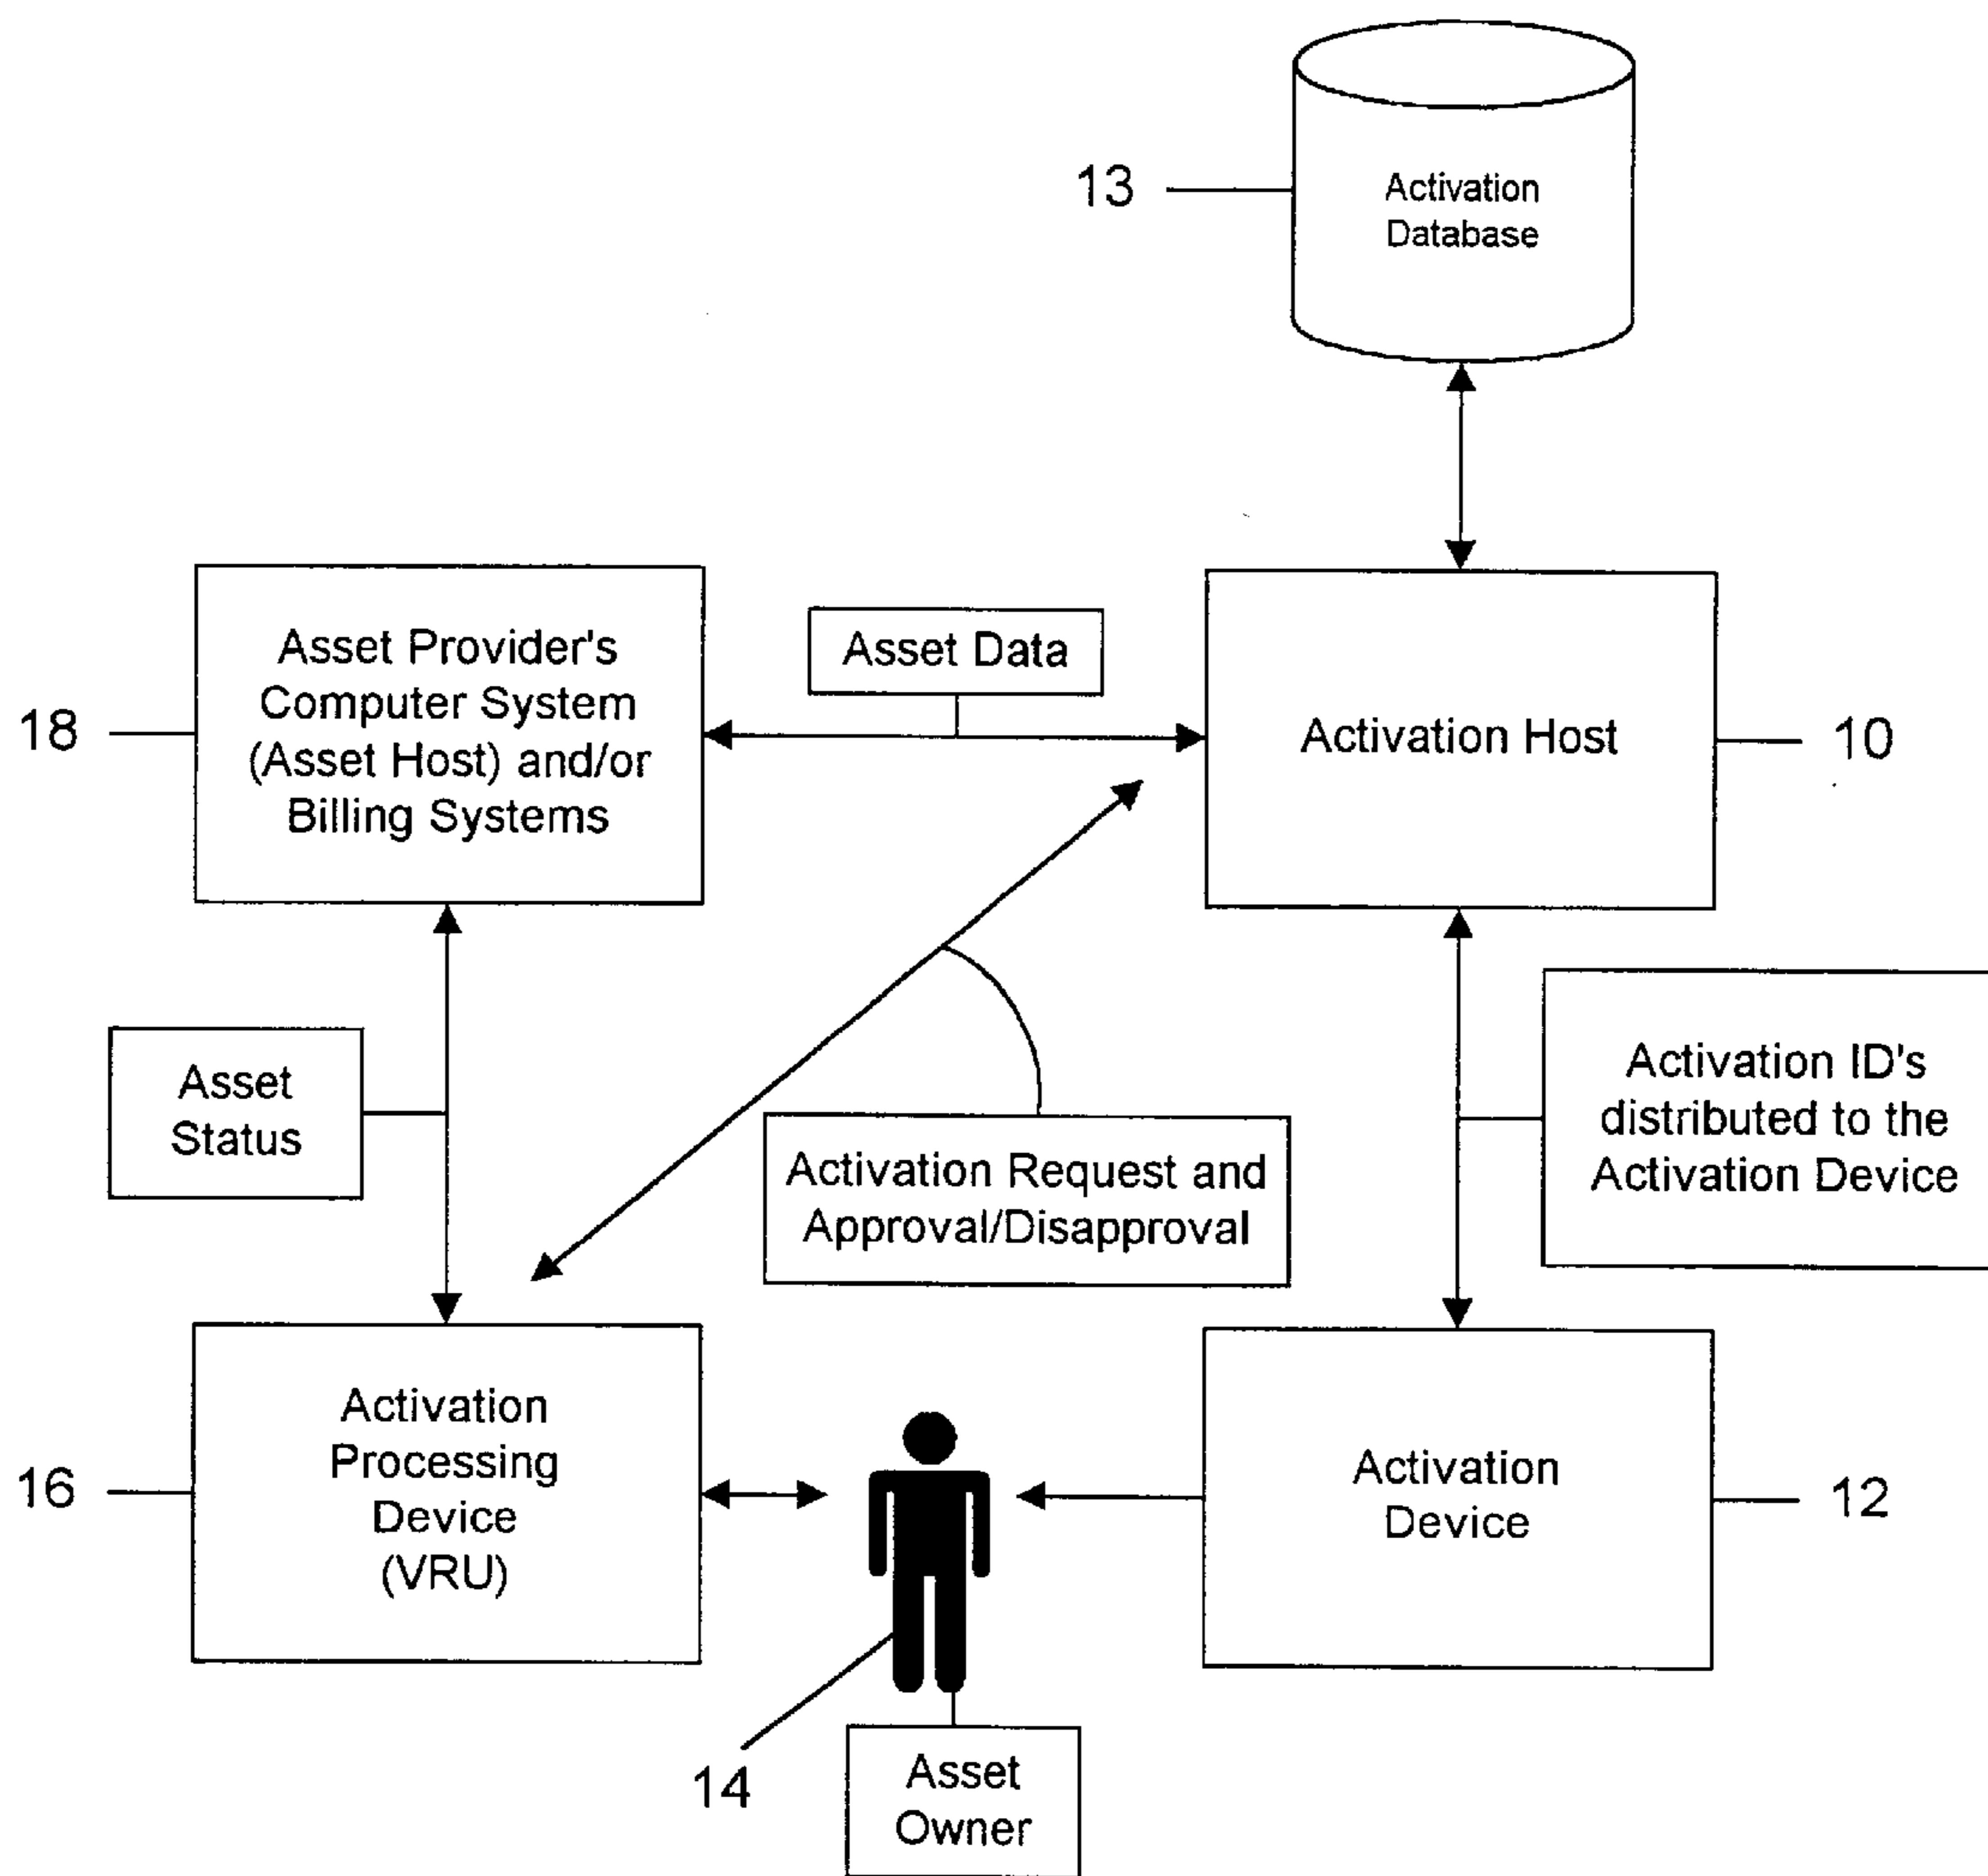 13
Activation
Database
Asset Provider's
Computer System
(Asset Host) and/or
Billing Systems
18
Asset Data
Activation Host
10
Asset
Status
Activation Request and
Approval/Disapproval
Activation ID's
distributed to the
Activation Device
Activation
Processing
Device
(VRU)
16
Activation
Device
12
14
Asset
Owner